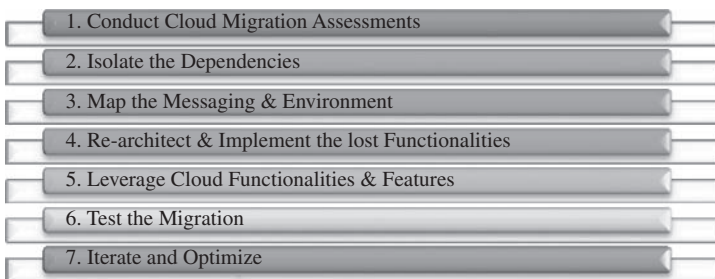 1. Conduct Cloud Migration Assessments
2. Isolate the Dependencies
3. Map the Messaging & Environment
4. Re-architect & Implement the lost Functionalities
5. Leverage Cloud Functionalities & Features
6. Test the Migration
7. Iterate and Optimize